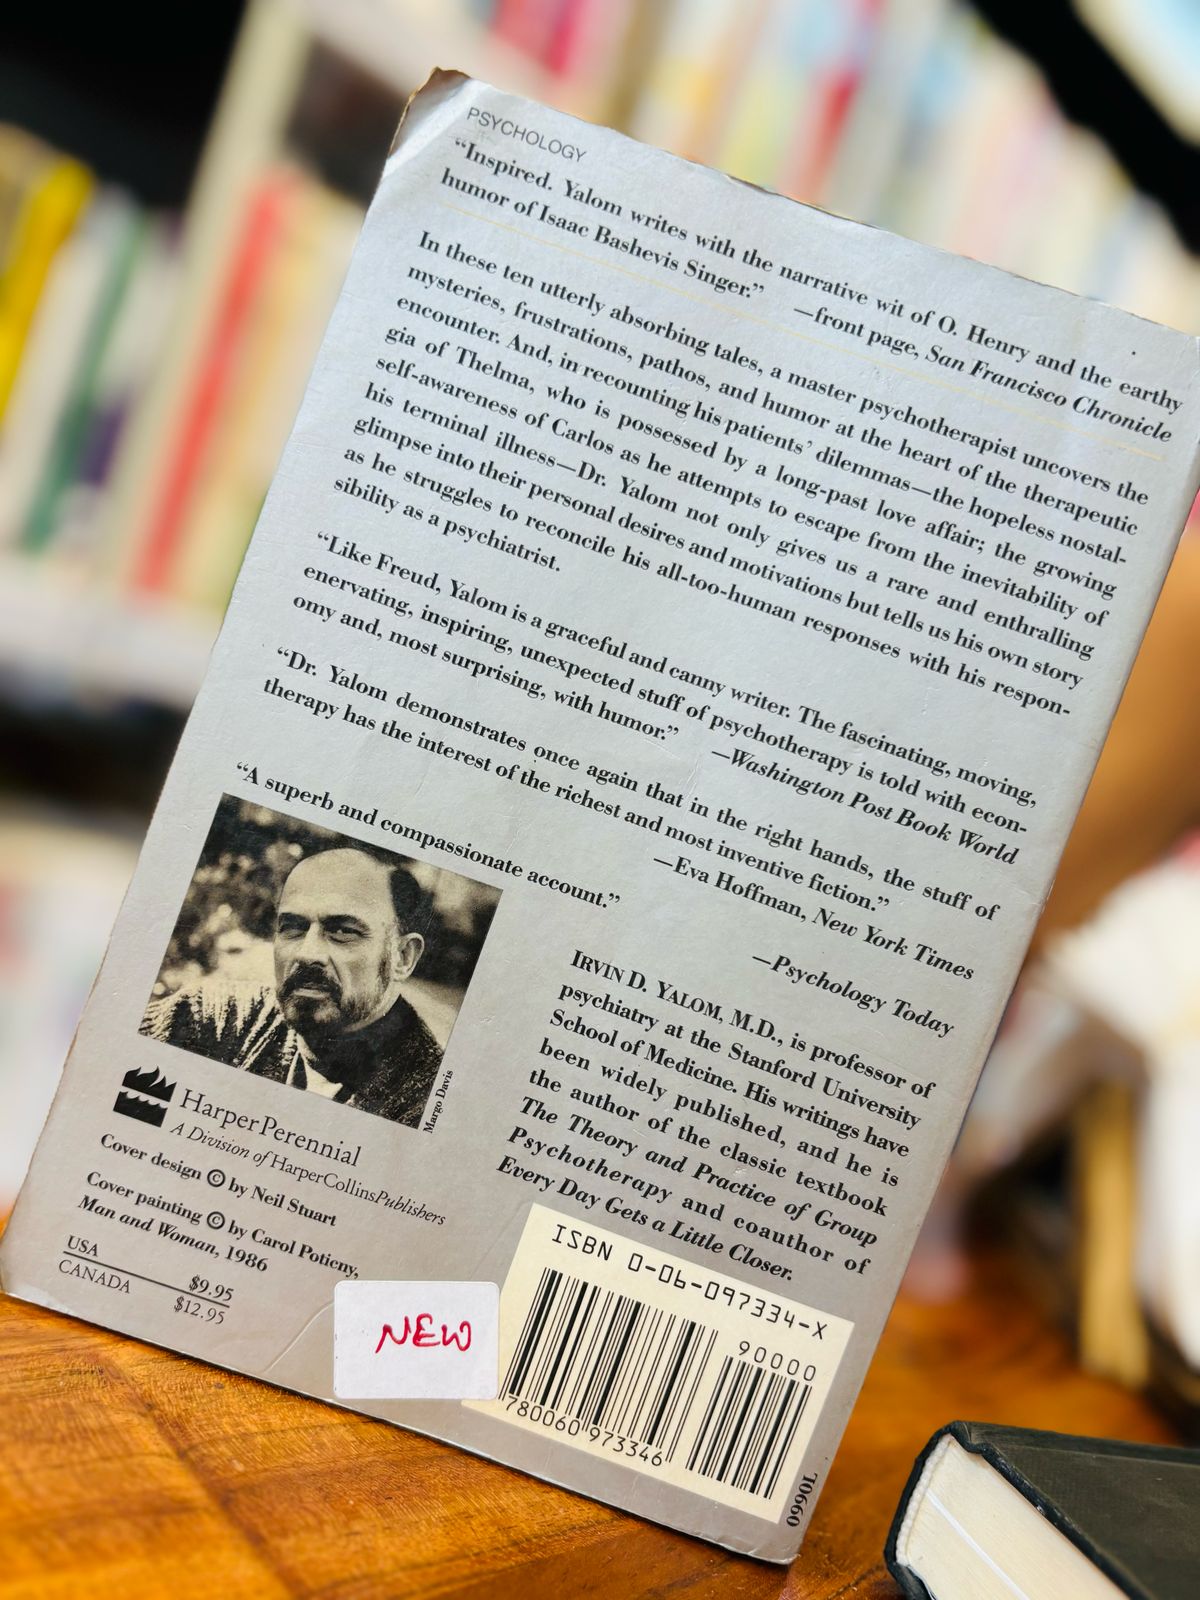 PSYCHOLOGY
“Inspired. Yalom writes with the narrative wit of O. Henry and the earthy
humor of Isaac Bashevis Singer.”
—front page, San Francisco Chronicle
In these ten utterly absorbing tales, a master psychotherapist uncovers the
mysteries, frustrations, pathos, and humor at the heart of the therapeutic
encounter. And, in recounting his patients’ dilemmas—the hopeless nostal-
gia of Thelma, who is possessed by a long-past love affair; the growing
self-awareness of Carlos as he attempts to escape from the inevitability of
his terminal illness—Dr. Yalom not only gives us a rare and enthralling
glimpse into their personal desires and motivations but tells us his own story
as he struggles to reconcile his all-too-human responses with his respon-
sibility as a psychiatrist.
“Like Freud, Yalom is a graceful and canny writer. The fascinating, moving,
enervating, inspiring, unexpected stuff of psychotherapy is told with econ-
omy and, most surprising, with humor.”
—Washington Post Book World
“Dr. Yalom demonstrates once again that in the right hands, the stuff of
therapy has the interest of the richest and most inventive fiction.”
—Eva Hoffman, New York Times
“A superb and compassionate account.”
—Psychology Today
IRVIN D. YALOM, M.D., is professor of
psychiatry at the Stanford University
School of Medicine. His writings have
been widely published, and he is
the author of the classic textbook
The Theory and Practice of Group
Psychotherapy and coauthor of
Every Day Gets a Little Closer.
Margo Davis
HarperPerennial
A Division of HarperCollinsPublishers
Cover design © by Neil Stuart
Cover painting © by Carol Poticny,
Man and Woman, 1986
USA $9.95
CANADA $12.95
NEW
ISBN 0-06-097334-X
90000
780060 973346
0990L